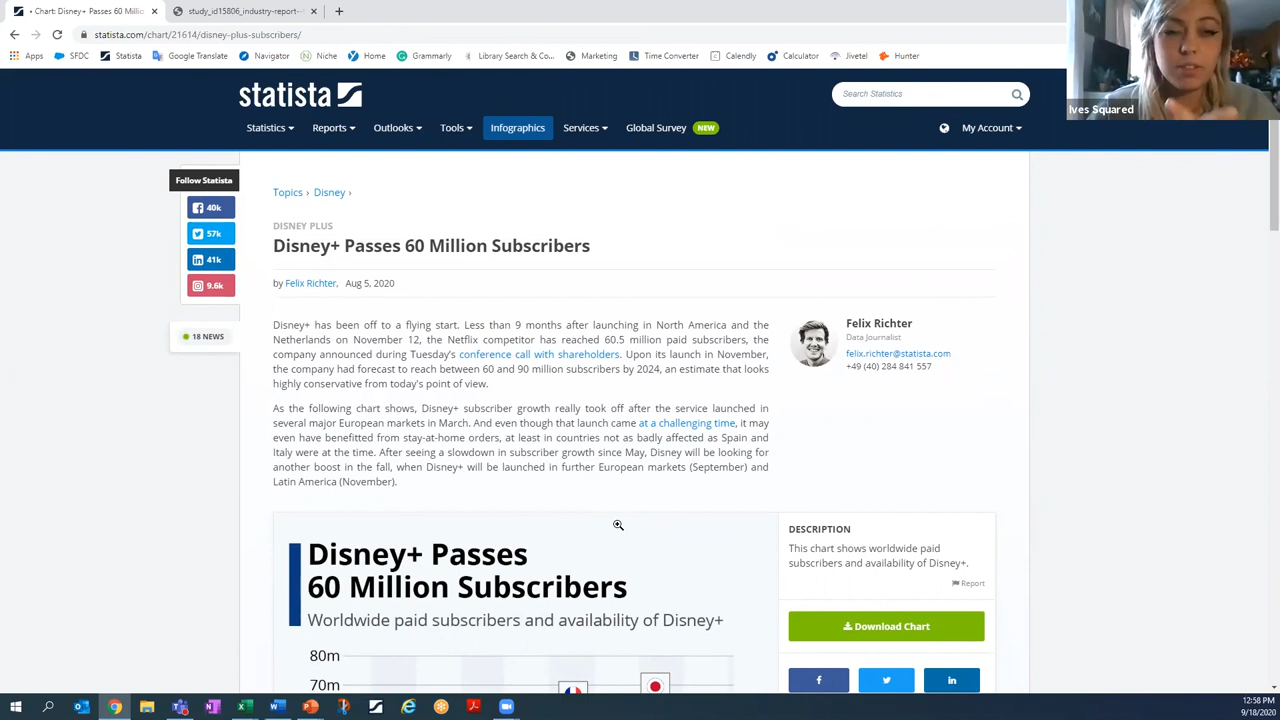 Chart: Disney+ Passes 60 Millio
study_id15806_industry-report--
statista.com/chart/21614/disney-plus-subscribers/
Apps
SFDC
Statista
Google Translate
Navigator
Niche
Home
Grammarly
Library Search & Co...
Marketing
Time Converter
Calendly
Calculator
Jivetel
Hunter
Ives Squared
statista
Search Statistics
Statistics
Reports
Outlooks
Tools
Infographics
Services
Global Survey NEW
My Account
Follow Statista
40k
57k
41k
9.6k
18 NEWS
Topics › Disney ›
DISNEY PLUS
Disney+ Passes 60 Million Subscribers
by Felix Richter, Aug 5, 2020
Disney+ has been off to a flying start. Less than 9 months after launching in North America and the
Netherlands on November 12, the Netflix competitor has reached 60.5 million paid subscribers, the
company announced during Tuesday's conference call with shareholders. Upon its launch in November,
the company had forecast to reach between 60 and 90 million subscribers by 2024, an estimate that looks
highly conservative from today's point of view.
As the following chart shows, Disney+ subscriber growth really took off after the service launched in
several major European markets in March. And even though that launch came at a challenging time, it may
even have benefitted from stay-at-home orders, at least in countries not as badly affected as Spain and
Italy were at the time. After seeing a slowdown in subscriber growth since May, Disney will be looking for
another boost in the fall, when Disney+ will be launched in further European markets (September) and
Latin America (November).
Felix Richter
Data Journalist
felix.richter@statista.com
+49 (40) 284 841 557
Disney+ Passes
60 Million Subscribers
Worldwide paid subscribers and availability of Disney+
80m
70m
DESCRIPTION
This chart shows worldwide paid
subscribers and availability of Disney+.
Report
Download Chart
12:58 PM
9/18/2020